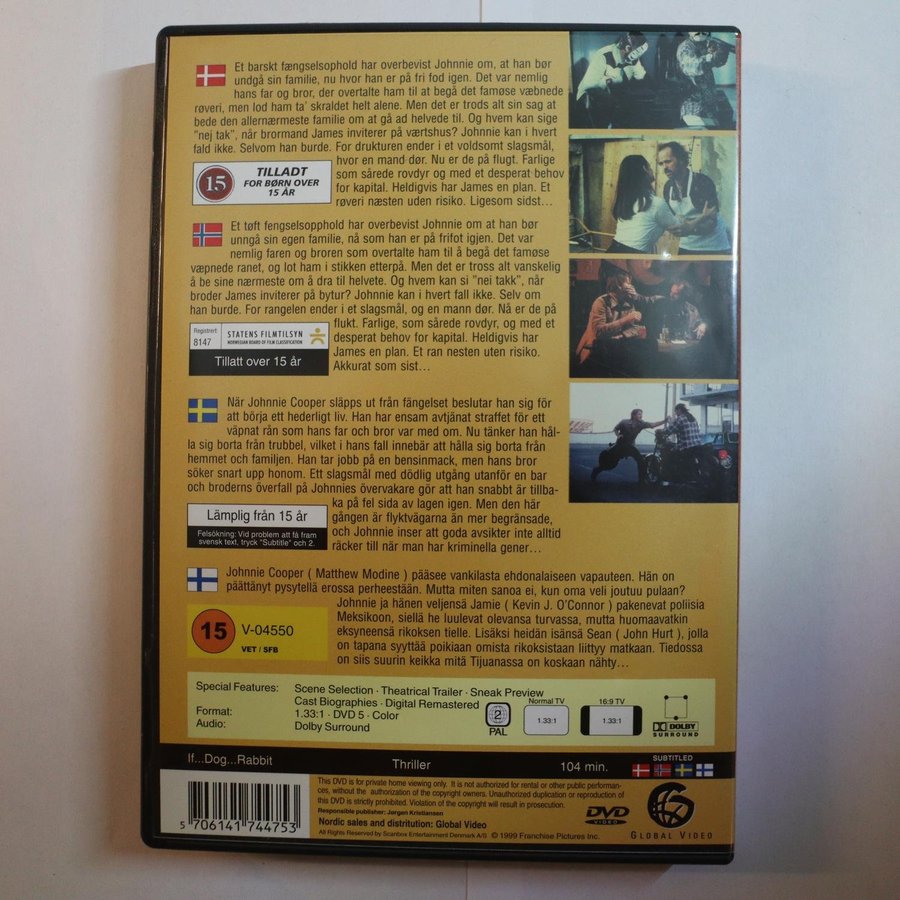 Et barskt fængselsophold har overbevist Johnnie om, at han bør
undgå sin familie, nu hvor han er på fri fod igen. Det var nemlig
hans far og bror, der overtalte ham til at begå det famøse væbnede
røveri, men lod ham ta' skraldet helt alene. Men det er trods alt sin sag at
bede den allernærmeste familie om at gå ad helvede til. Og hvem kan sige
"nej tak", når brormand James inviterer på værtshus? Johnnie kan i hvert
fald ikke. Selvom han burde. For drukturen ender i et voldsomt slagsmål,
hvor en mand dør. Nu er de på flugt. Farlige
som sårede rovdyr og med et desperat behov
for kapital. Heldigvis har James en plan. Et
røveri næsten uden risiko. Ligesom sidst...
15
TILLADT
FOR BØRN OVER
15 ÅR
Et tøft fengselsopphold har overbevist Johnnie om at han bør
unngå sin egen familie, nå som han er på frifot igjen. Det var
nemlig faren og broren som overtalte ham til å begå det famøse
væpnede ranet, og lot ham i stikken etterpå. Men det er tross alt vanskelig
å be sine nærmeste om å dra til helvete. Og hvem kan si "nei takk", når
broder James inviterer på bytur? Johnnie kan i hvert fall ikke. Selv om
han burde. For rangelen ender i et slagsmål, og en mann dør. Nå er de på
flukt. Farlige, som sårede rovdyr, og med et
desperat behov for kapital. Heldigvis har
James en plan. Et ran nesten uten risiko.
Akkurat som sist...
Registrert
8147
STATENS FILMTILSYN
NORWEGIAN BOARD OF FILM CLASSIFICATION
Tillatt over 15 år
När Johnnie Cooper släpps ut från fängelset beslutar han sig för
att börja ett hederligt liv. Han har ensam avtjänat straffet för ett
väpnat rån som hans far och bror var med om. Nu tänker han hål-
la sig borta från trubbel, vilket i hans fall innebär att hålla sig borta från
hemmet och familjen. Han tar jobb på en bensinmack, men hans bror
söker snart upp honom. Ett slagsmål med dödlig utgång utanför en bar
och broderns överfall på Johnnies övervakare gör att han snabbt är tillba-
ka på fel sida av lagen igen. Men den här
gången är flyktvägarna än mer begränsade,
och Johnnie inser att goda avsikter inte alltid
räcker till när man har kriminella gener...
Lämplig från 15 år
Felsökning: Vid problem att få fram
svensk text, tryck "Subtitle" och 2.
Johnnie Cooper ( Matthew Modine ) pääsee vankilasta ehdonalaiseen vapauteen. Hän on
päättänyt pysytellä erossa perheestään. Mutta miten sanoa ei, kun oma veli joutuu pulaan?
Johnnie ja hänen veljensä Jamie ( Kevin J. O'Connor ) pakenevat poliisia
Meksikoon, siellä he luulevat olevansa turvassa, mutta huomaavatkin
eksyneensä rikoksen tielle. Lisäksi heidän isänsä Sean ( John Hurt ), jolla
on tapana syyttää poikiaan omista rikoksistaan liittyy matkaan. Tiedossa
on siis suurin keikka mitä Tijuanassa on koskaan nähty...
15
V-04550
VET / SFB
Special Features: Scene Selection · Theatrical Trailer · Sneak Preview
Cast Biographies · Digital Remastered
Format: 1.33:1 · DVD 5 · Color
Audio: Dolby Surround
2
PAL
Normal TV
1.33:1
16:9 TV
1.33:1
DOLBY
SURROUND
If...Dog...Rabbit
Thriller
104 min.
SUBTITLED
5 706141 744753
This DVD is for private home viewing only. It is not authorized for rental or other public performan-
ces, without the authorization of the copyright owners. Unauthorized duplication or reproduction of
this DVD is strictly prohibited. Violation of the copyright will result in prosecution.
Responsible publisher: Jørgen Kristiansen
Nordic sales and distritution: Global Video
All Rights Reserved by Scanbox Entertainment Denmark A/S © 1999 Franchise Pictures Inc.
DVD
VIDEO
GLOBAL VIDEO